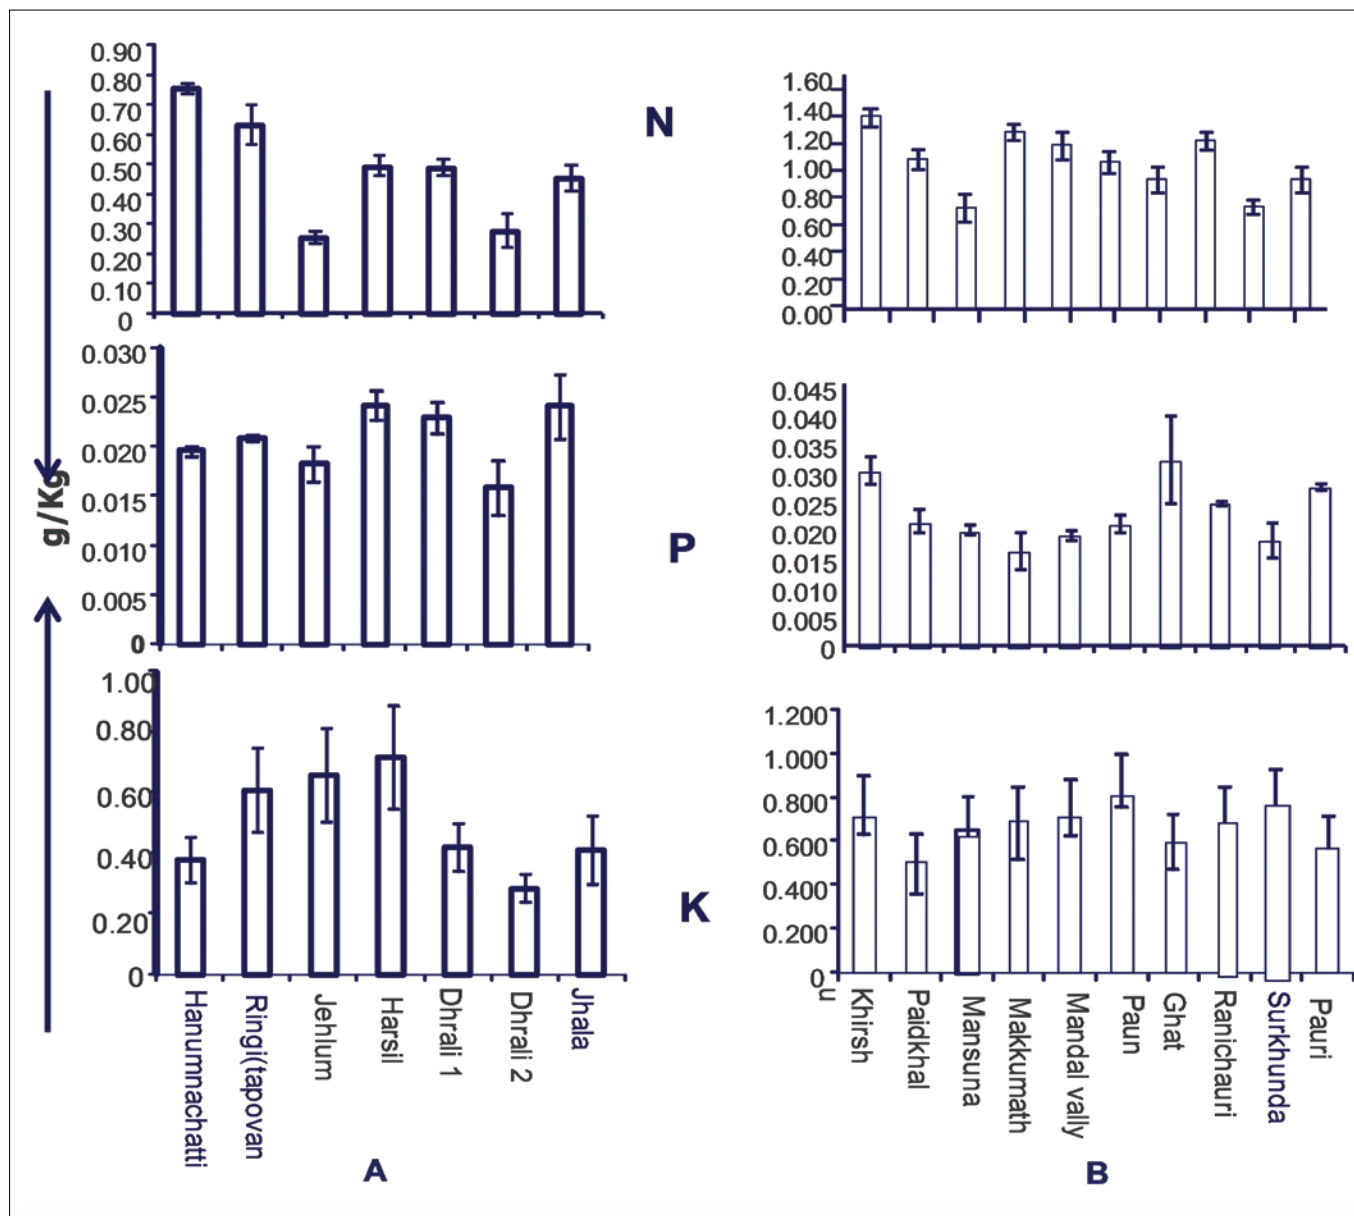 0.90
0.80
0.70
0.60
0.50
0.40
0.30
0.20
0.10
0
N
1.60
1.40
1.20
1.00
0.80
0.60
0.40
0.20
0.00
0.030
0.025
0.020
0.015
0.010
0.005
0
g/Kg
P
0.045
0.040
0.035
0.030
0.025
0.020
0.015
0.010
0.005
0
1.00
0.80
0.60
0.40
0.20
0
K
1.200
1.000
0.800
0.600
0.400
0.200
0
Hanumnachatti
Ringi(tapovan
Jehlum
Harsil
Dhrali 1
Dhrali 2
Jhala
Khirsh
u
Paidkhal
Mansuna
Makkumath
Mandal vally
Paun
Ghat
Ranichauri
Surkhunda
Pauri
A
B